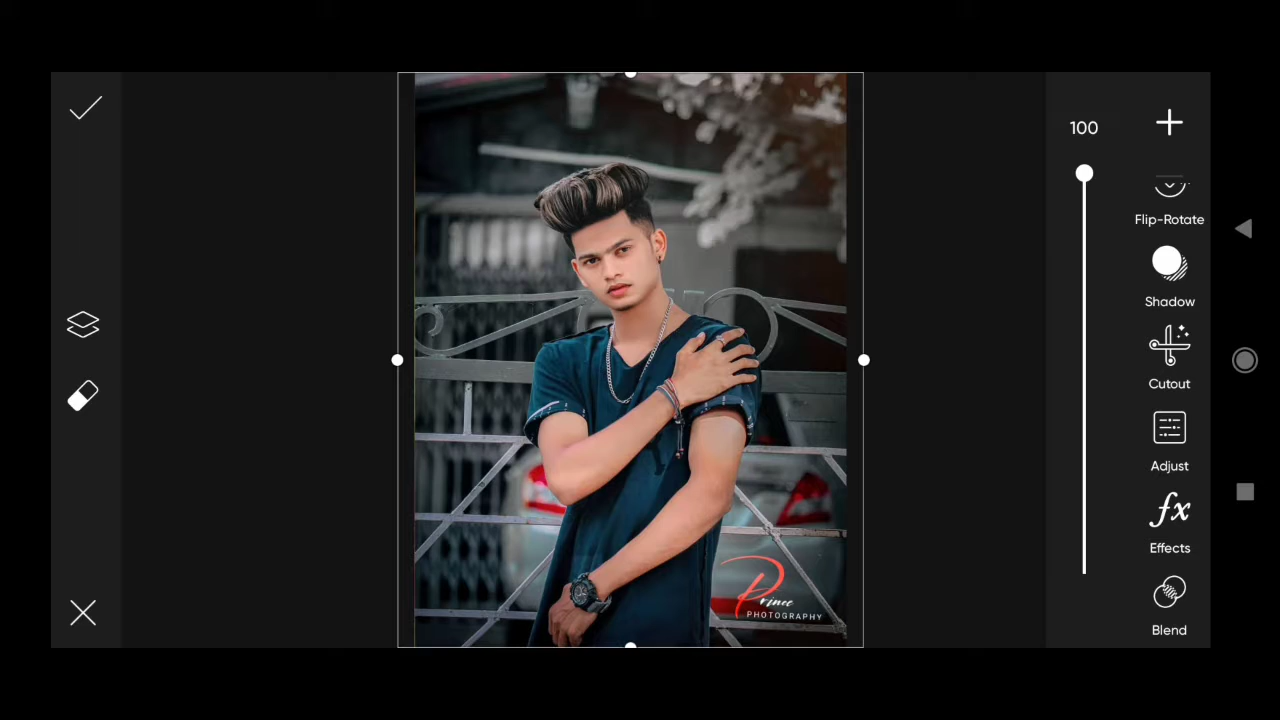 100
Flip-Rotate
Shadow
Cutout
Adjust
fx
Effects
Blend
Prince
PHOTOGRAPHY